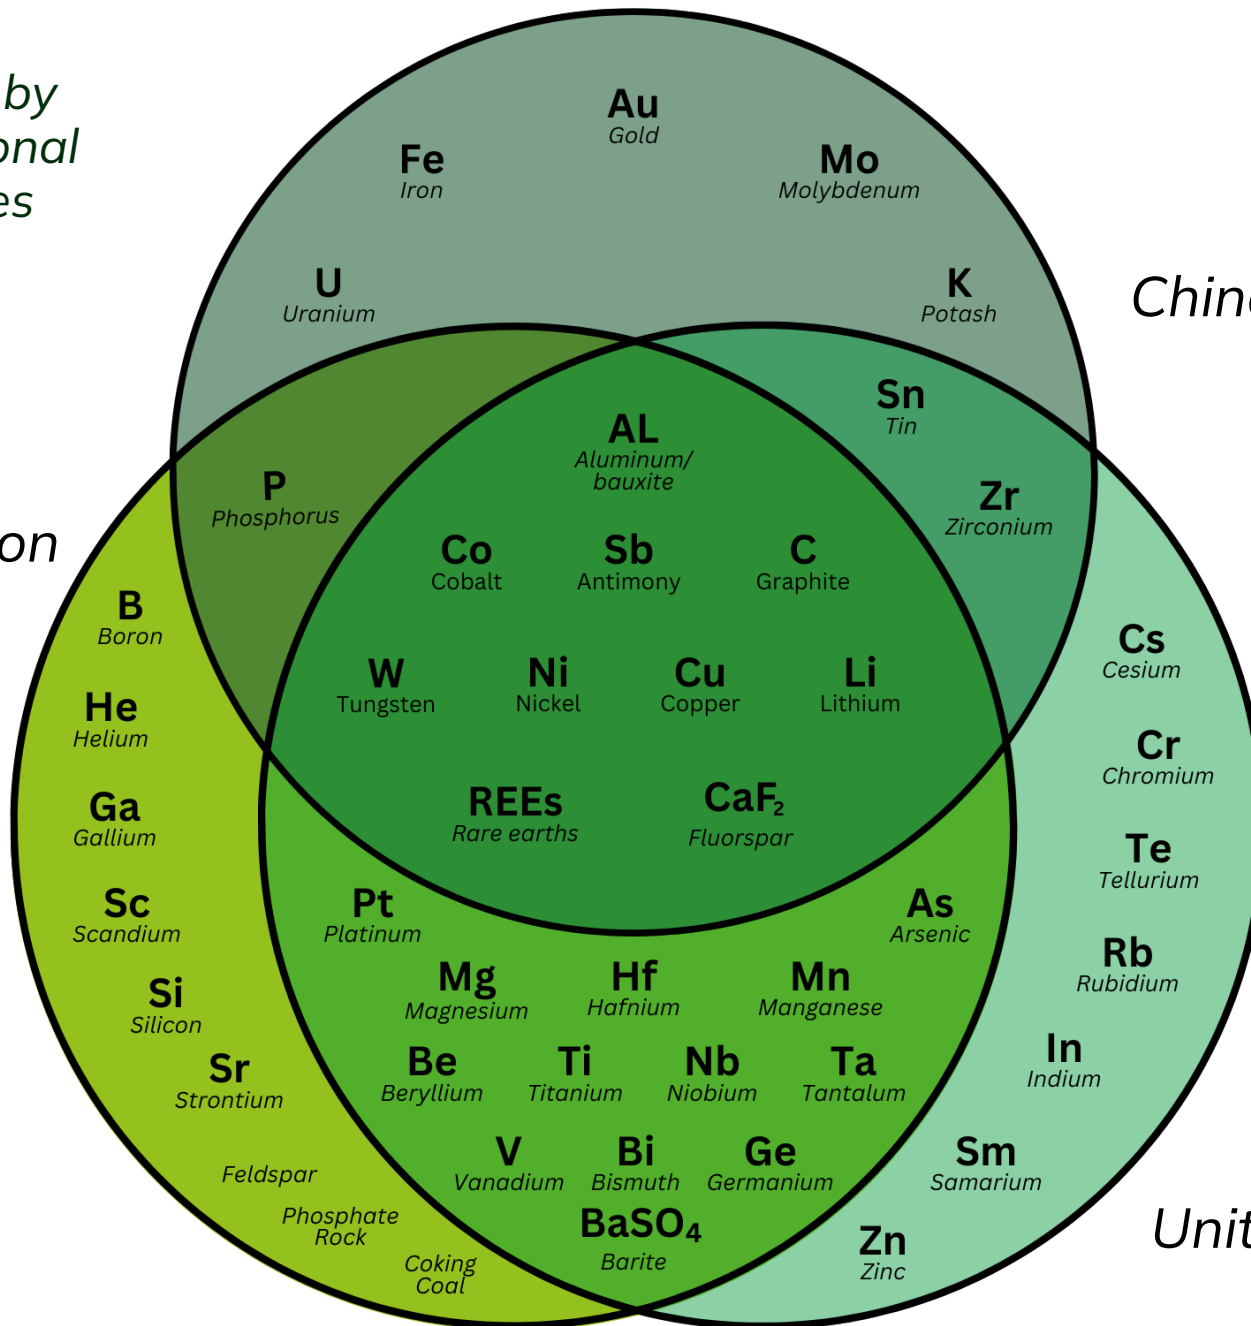 by
onal
es
Au
Gold
Fe
Iron
Mo
Molybdenum
U
Uranium
K
Potash
Chin
Sn
Tin
AL
Aluminum/
bauxite
P
Phosphorus
Zr
Zirconium
on
Co
Cobalt
Sb
Antimony
C
Graphite
B
Boron
Cs
Cesium
W
Tungsten
Ni
Nickel
Cu
Copper
Li
Lithium
He
Helium
Cr
Chromium
Ga
Gallium
REEs
Rare earths
CaF₂
Fluorspar
Te
Tellurium
Sc
Scandium
Pt
Platinum
As
Arsenic
Si
Silicon
Mg
Magnesium
Hf
Hafnium
Mn
Manganese
Rb
Rubidium
Sr
Strontium
Be
Beryllium
Ti
Titanium
Nb
Niobium
Ta
Tantalum
In
Indium
Feldspar
V
Vanadium
Bi
Bismuth
Ge
Germanium
Sm
Samarium
Phosphate
Rock
BaSO₄
Barite
Zn
Zinc
Unit
Coking
Coal